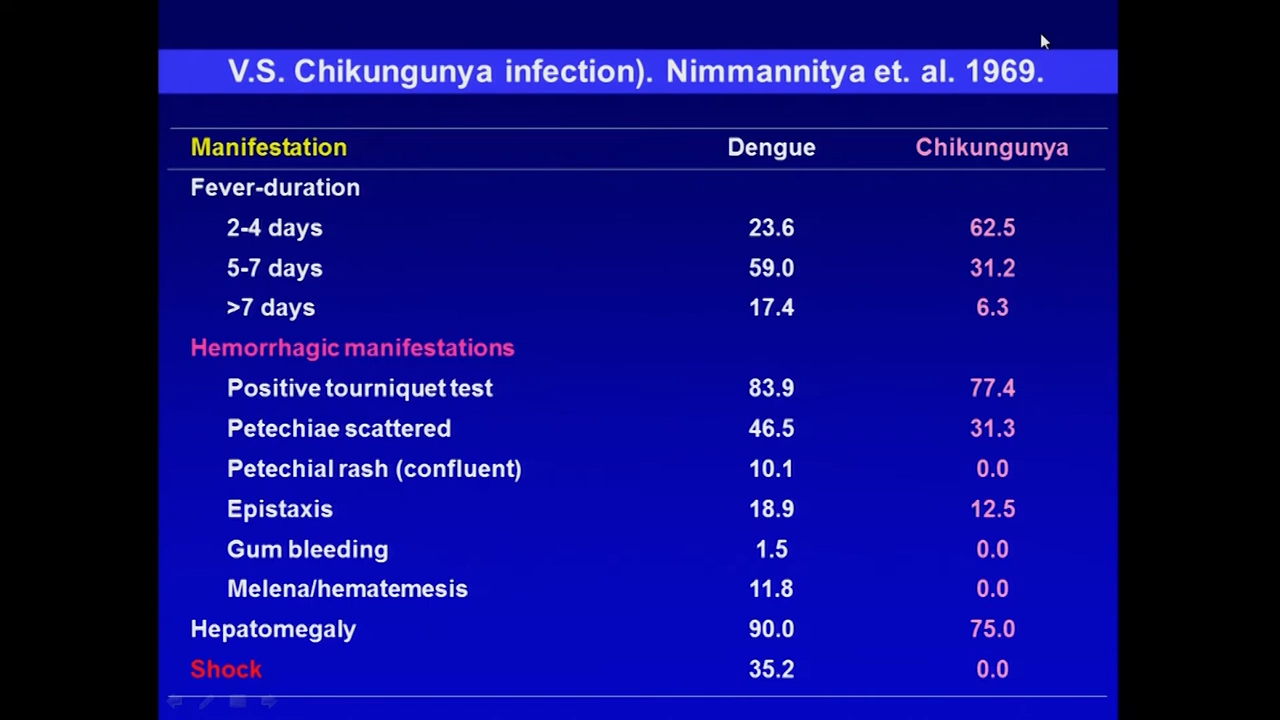 V.S. Chikungunya infection). Nimmannitya et. al. 1969.
Manifestation Dengue Chikungunya
Fever-duration
2-4 days 23.6 62.5
5-7 days 59.0 31.2
>7 days 17.4 6.3
Hemorrhagic manifestations
Positive tourniquet test 83.9 77.4
Petechiae scattered 46.5 31.3
Petechial rash (confluent) 10.1 0.0
Epistaxis 18.9 12.5
Gum bleeding 1.5 0.0
Melena/hematemesis 11.8 0.0
Hepatomegaly 90.0 75.0
Shock 35.2 0.0